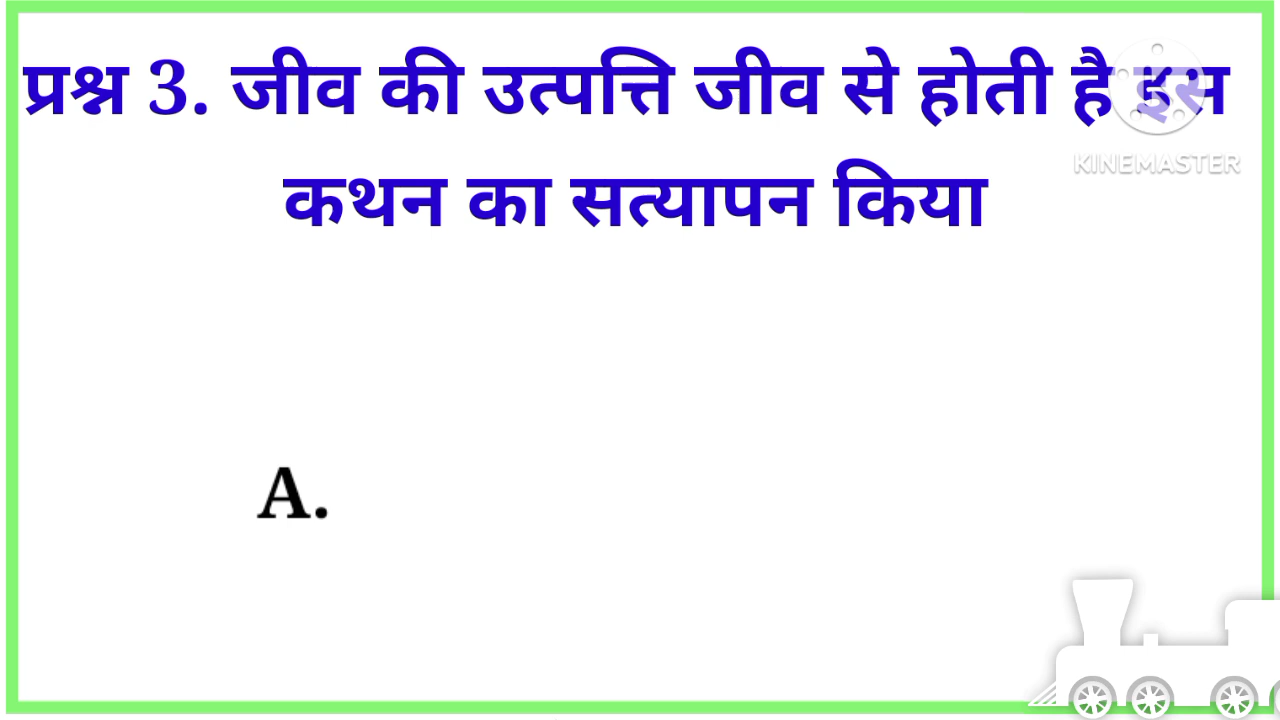 प्रश्न 3. जीव की उत्पत्ति जीव से होती है इस
KINEMASTER
कथन का सत्यापन किया
A.